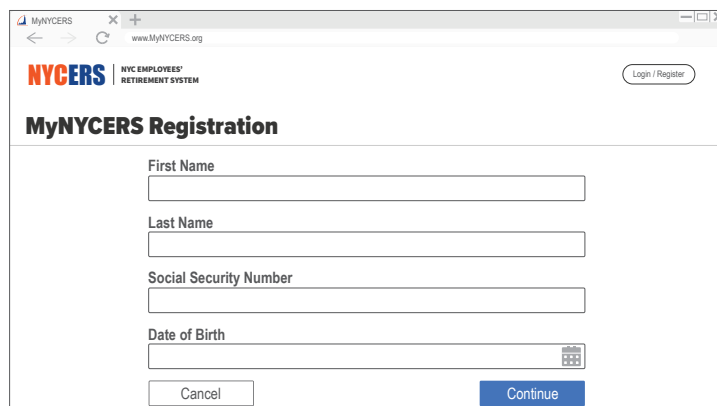 MyNYCERS
www.MyNYCERS.org
NYCERS
NYC EMPLOYEES'
RETIREMENT SYSTEM
Login / Register
MyNYCERS Registration
First Name
Last Name
Social Security Number
Date of Birth
Cancel
Continue